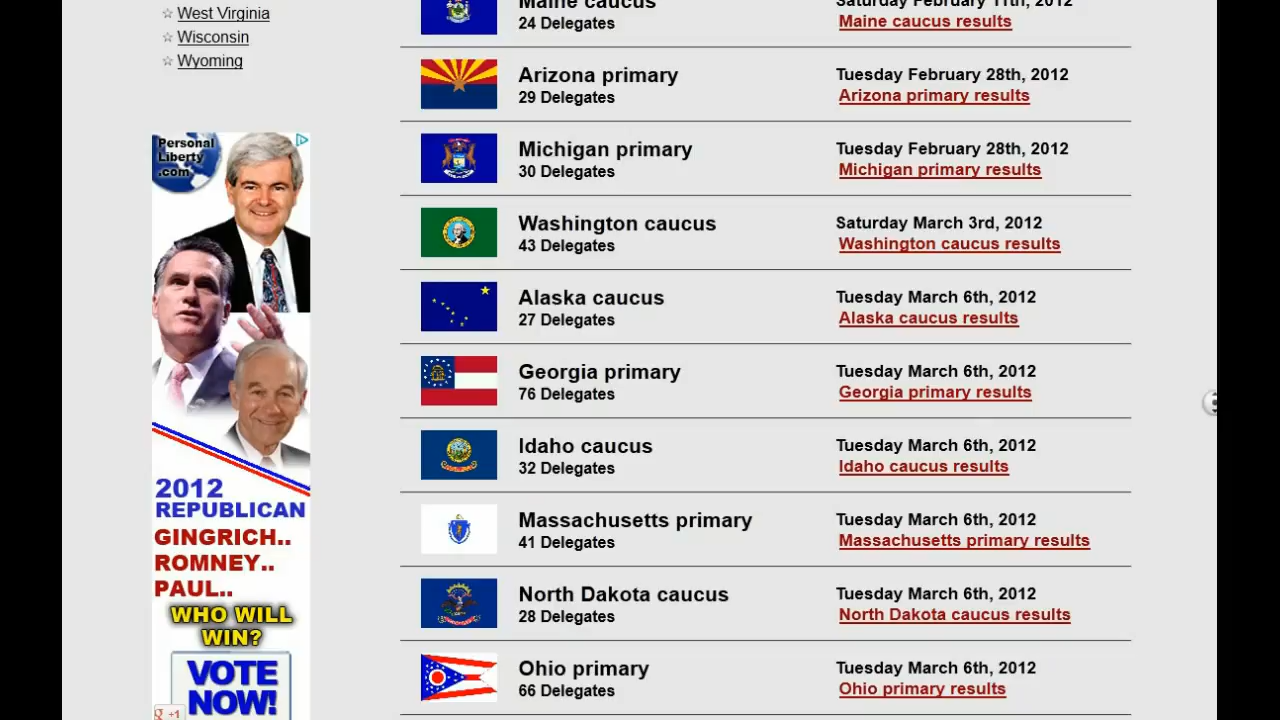 ☆ West Virginia
☆ Wisconsin
☆ Wyoming
Personal
Liberty
.com
2012
REPUBLICAN
GINGRICH..
ROMNEY..
PAUL..
WHO WILL
WIN?
VOTE
NOW!
+1
Maine caucus
24 Delegates
Saturday February 11th, 2012
Maine caucus results
Arizona primary
29 Delegates
Tuesday February 28th, 2012
Arizona primary results
Michigan primary
30 Delegates
Tuesday February 28th, 2012
Michigan primary results
Washington caucus
43 Delegates
Saturday March 3rd, 2012
Washington caucus results
Alaska caucus
27 Delegates
Tuesday March 6th, 2012
Alaska caucus results
Georgia primary
76 Delegates
Tuesday March 6th, 2012
Georgia primary results
Idaho caucus
32 Delegates
Tuesday March 6th, 2012
Idaho caucus results
Massachusetts primary
41 Delegates
Tuesday March 6th, 2012
Massachusetts primary results
North Dakota caucus
28 Delegates
Tuesday March 6th, 2012
North Dakota caucus results
Ohio primary
66 Delegates
Tuesday March 6th, 2012
Ohio primary results